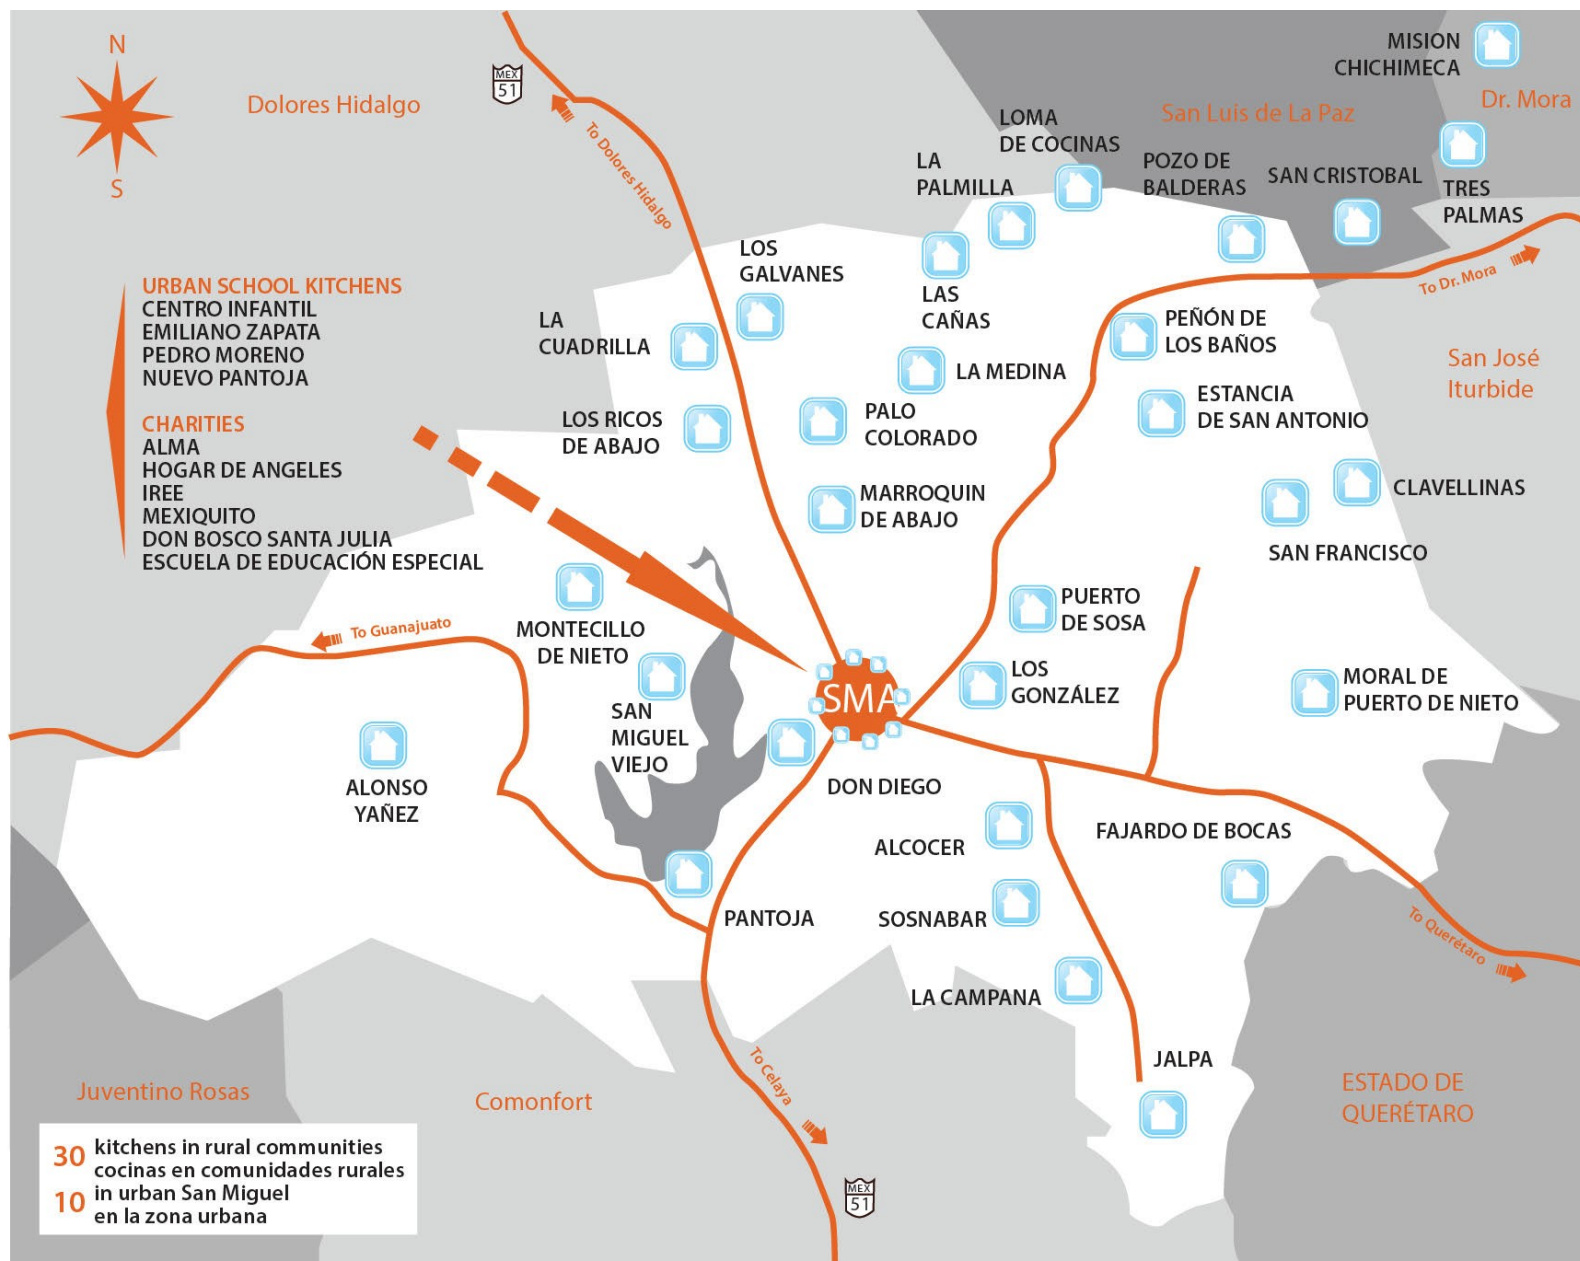 N
S
Dolores Hidalgo
MEX
51
To Dolores Hidalgo
MISION
CHICHIMECA
Dr. Mora
San Luis de La Paz
LOMA
DE COCINAS
LA
PALMILLA
POZO DE
BALDERAS
SAN CRISTOBAL
TRES
PALMAS
To Dr. Mora
LOS
GALVANES
LA
CUADRILLA
LAS
CAÑAS
PEÑÓN DE
LOS BAÑOS
San José
Iturbide
LA MEDINA
URBAN SCHOOL KITCHENS
CENTRO INFANTIL
EMILIANO ZAPATA
PEDRO MORENO
NUEVO PANTOJA
CHARITIES
ALMA
HOGAR DE ANGELES
IREE
MEXIQUITO
DON BOSCO SANTA JULIA
ESCUELA DE EDUCACIÓN ESPECIAL
LOS RICOS
DE ABAJO
PALO
COLORADO
ESTANCIA
DE SAN ANTONIO
MARROQUIN
DE ABAJO
CLAVELLINAS
SAN FRANCISCO
To Guanajuato
MONTECILLO
DE NIETO
PUERTO
DE SOSA
SAN
MIGUEL
VIEJO
SMA
LOS
GONZÁLEZ
MORAL DE
PUERTO DE NIETO
ALONSO
YAÑEZ
DON DIEGO
ALCOCER
FAJARDO DE BOCAS
PANTOJA
SOSNABAR
To Querétaro
LA CAMPANA
JALPA
To Celaya
Juventino Rosas
Comonfort
ESTADO DE
QUERÉTARO
30 kitchens in rural communities
cocinas en comunidades rurales
10 in urban San Miguel
en la zona urbana
MEX
51